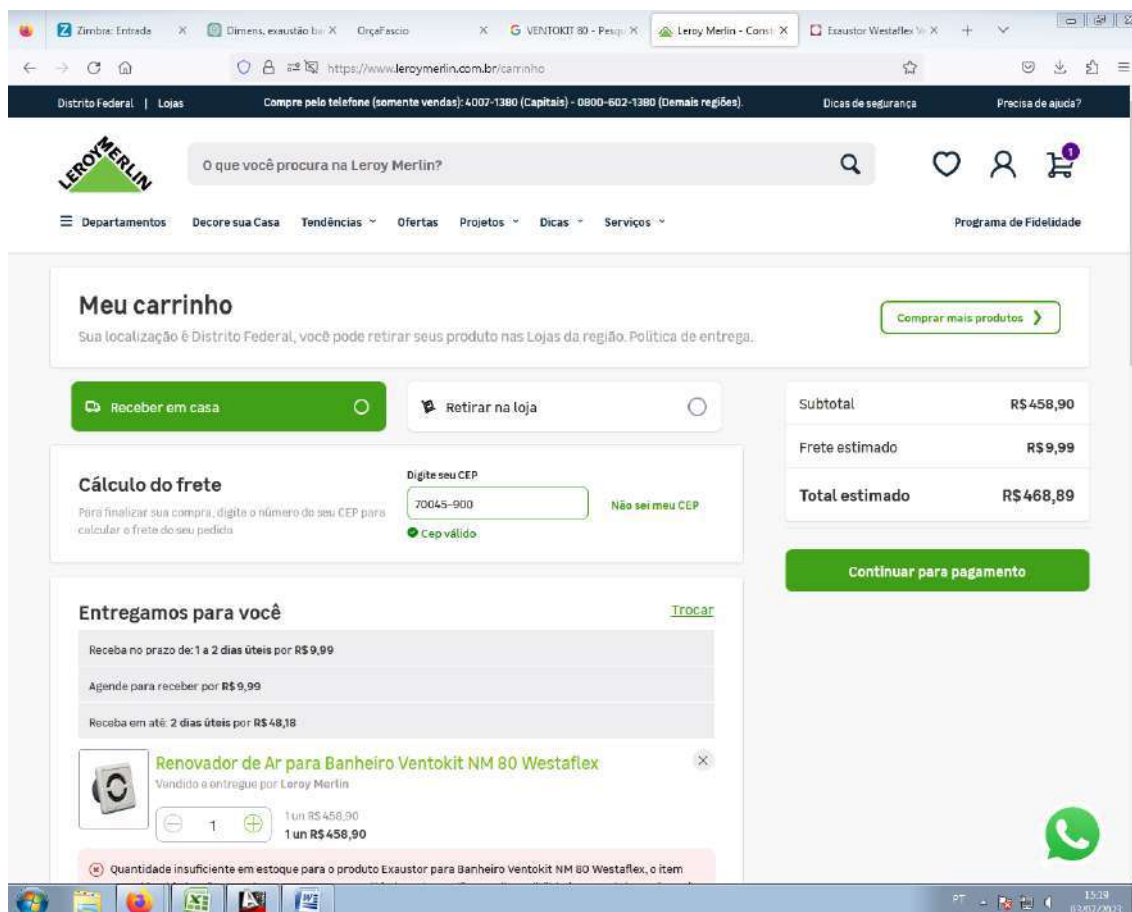 Zimbra: Entrada
Dimens, exaustão ba
OrçaFascio
VENTOKIT 80 - Pesqu
Leroy Merlin - Const
Exaustor Westaflex V
https://www.leroymerlin.com.br/carrinho
Distrito Federal | Lojas
Compre pelo telefone (somente vendas): 4007-1380 (Capitais) - 0800-602-1380 (Demais regiões).
Dicas de segurança
Precisa de ajuda?
LEROY MERLIN
O que você procura na Leroy Merlin?
1
Departamentos
Decore sua Casa
Tendências
Ofertas
Projetos
Dicas
Serviços
Programa de Fidelidade
Meu carrinho
Sua localização é Distrito Federal, você pode retirar seus produto nas Lojas da região. Política de entrega.
Comprar mais produtos
Receber em casa
Retirar na loja
Subtotal
R$458,90
Frete estimado
R$9,99
Total estimado
R$468,89
Continuar para pagamento
Cálculo do frete
Para finalizar sua compra, digite o número do seu CEP para
calcular o frete do seu pedido
Digite seu CEP
70045-900
Não sei meu CEP
Cep válido
Entregamos para você
Trocar
Receba no prazo de: 1 a 2 dias úteis por R$9,99
Agende para receber por R$9,99
Receba em até: 2 dias úteis por R$48,18
Renovador de Ar para Banheiro Ventokit NM 80 Westaflex
Vendido e entregue por Leroy Merlin
1
1 un R$458,90
1 un R$458,90
Quantidade insuficiente em estoque para o produto Exaustor para Banheiro Ventokit NM 80 Westaflex, o item
PT
15:19
03/07/2023